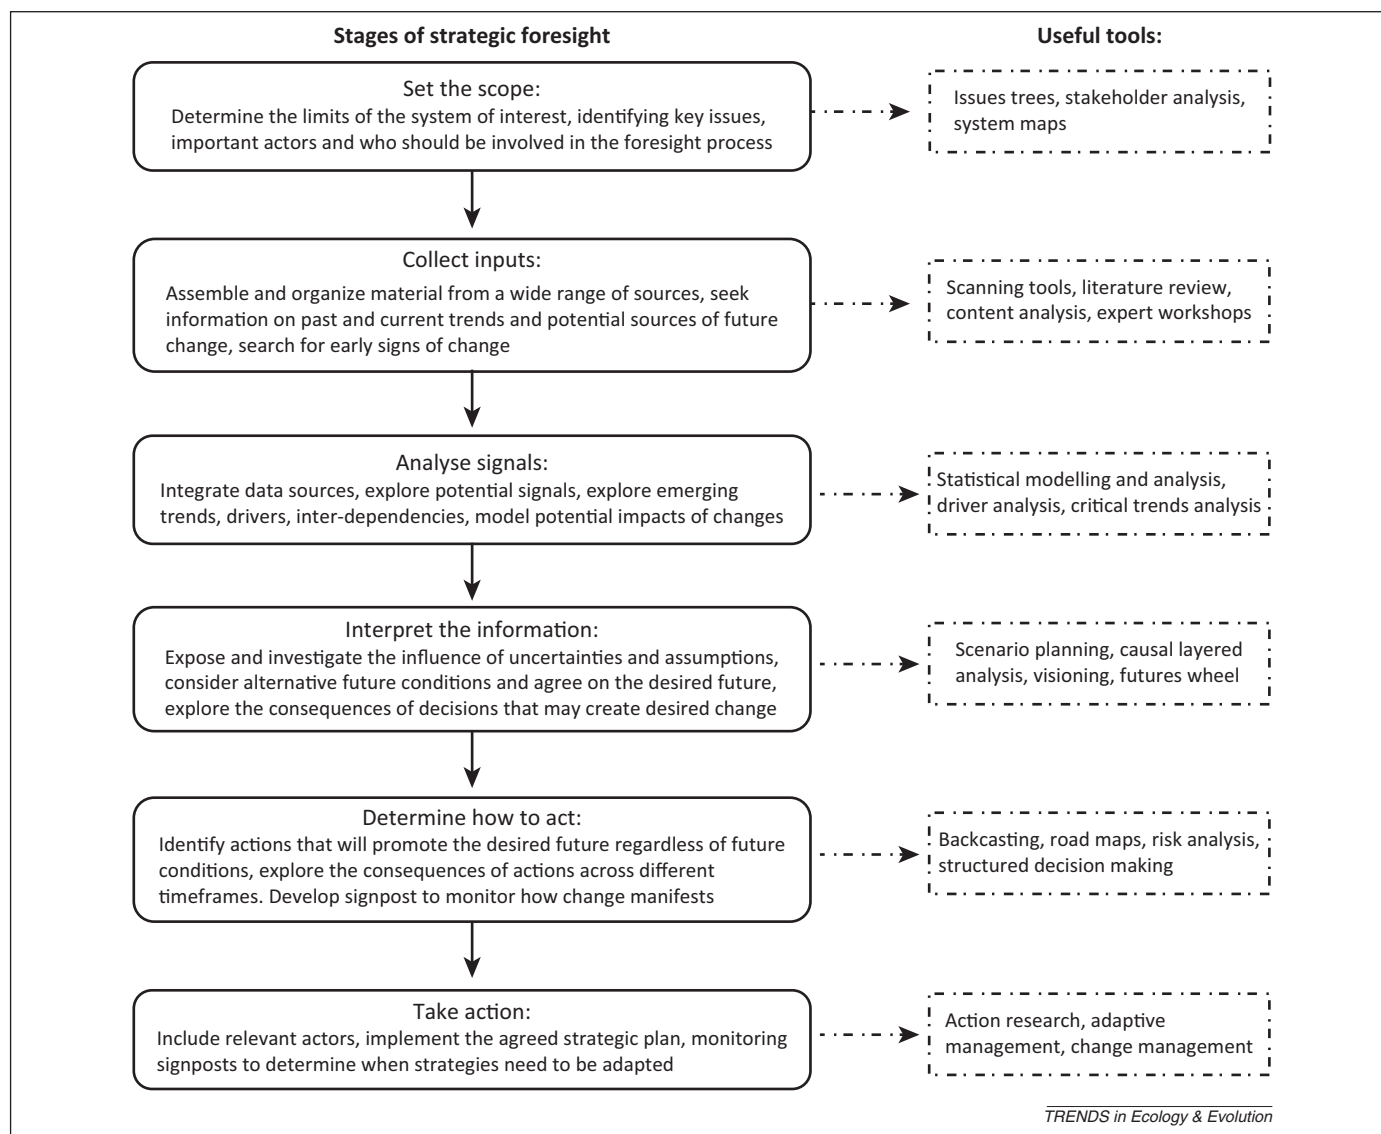 Stages of strategic foresight
Useful tools:
Set the scope:
Determine the limits of the system of interest, identifying key issues,
important actors and who should be involved in the foresight process
Issues trees, stakeholder analysis,
system maps
Collect inputs:
Assemble and organize material from a wide range of sources, seek
information on past and current trends and potential sources of future
change, search for early signs of change
Scanning tools, literature review,
content analysis, expert workshops
Analyse signals:
Integrate data sources, explore potential signals, explore emerging
trends, drivers, inter-dependencies, model potential impacts of changes
Statistical modelling and analysis,
driver analysis, critical trends analysis
Interpret the information:
Expose and investigate the influence of uncertainties and assumptions,
consider alternative future conditions and agree on the desired future,
explore the consequences of decisions that may create desired change
Scenario planning, causal layered
analysis, visioning, futures wheel
Determine how to act:
Identify actions that will promote the desired future regardless of future
conditions, explore the consequences of actions across different
timeframes. Develop signpost to monitor how change manifests
Backcasting, road maps, risk analysis,
structured decision making
Take action:
Include relevant actors, implement the agreed strategic plan, monitoring
signposts to determine when strategies need to be adapted
Action research, adaptive
management, change management
TRENDS in Ecology & Evolution